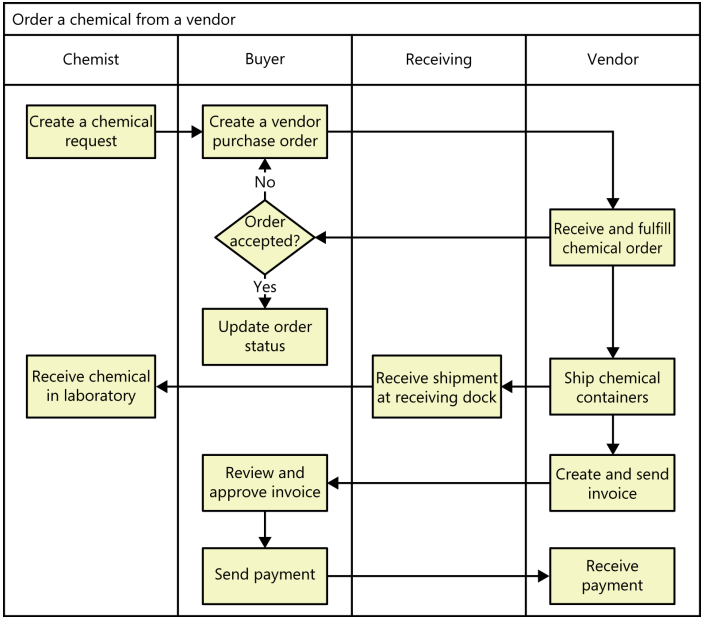 Order a chemical from a vendor
Chemist
Buyer
Receiving
Vendor
Create a chemical
request
Create a vendor
purchase order
No
Order
accepted?
Receive and fulfill
chemical order
Yes
Update order
status
Receive chemical
in laboratory
Receive shipment
at receiving dock
Ship chemical
containers
Review and
approve invoice
Create and send
invoice
Send payment
Receive
payment